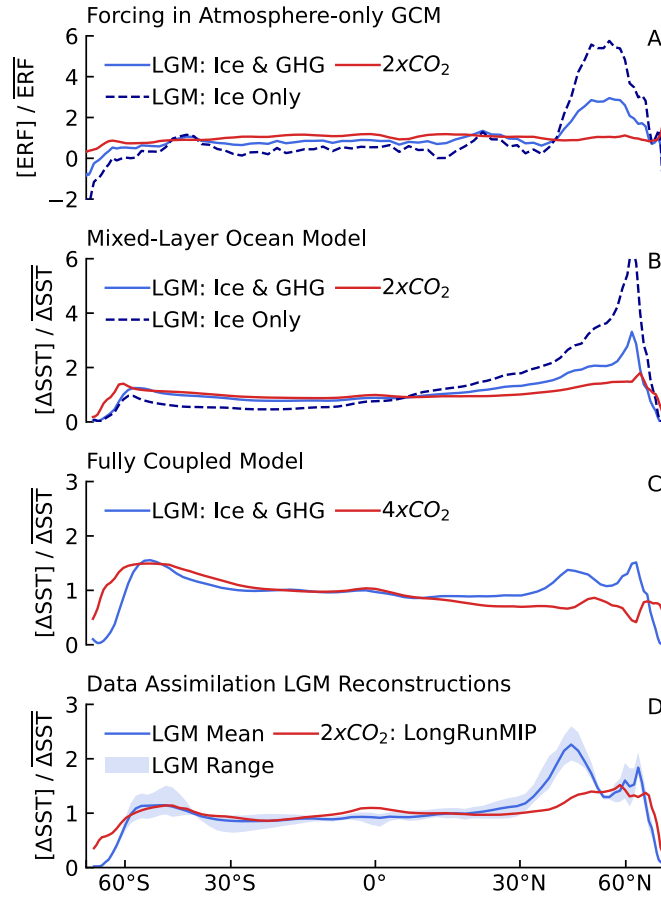 Forcing in Atmosphere-only GCM
A
[ERF] / ERF
6
4
2
0
−2
LGM: Ice & GHG
2xCO₂
LGM: Ice Only
Mixed-Layer Ocean Model
B
[ΔSST] / ΔSST
6
4
2
0
LGM: Ice & GHG
2xCO₂
LGM: Ice Only
Fully Coupled Model
C
[ΔSST] / ΔSST
3
2
1
0
LGM: Ice & GHG
4xCO₂
Data Assimilation LGM Reconstructions
D
[ΔSST] / ΔSST
3
2
1
0
LGM Mean
2xCO₂: LongRunMIP
LGM Range
60°S 30°S 0° 30°N 60°N